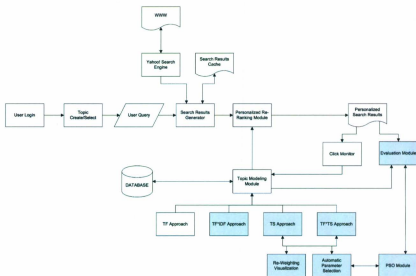 WWW
Yahoo! Search
Engine
Search Results
Cache
User Login
Topic
Create/Select
User Query
Search Results
Generator
Personalized Re-
Ranking Module
Personalized
Search Results
Click Monitor
Evaluation Module
DATABASE
Topic Modeling
Module
TF Approach
TF*IDF Approach
TS Approach
TF*TS Approach
Re-Weighting
Visualization
Automatic
Parameter
Selection
PSO Module